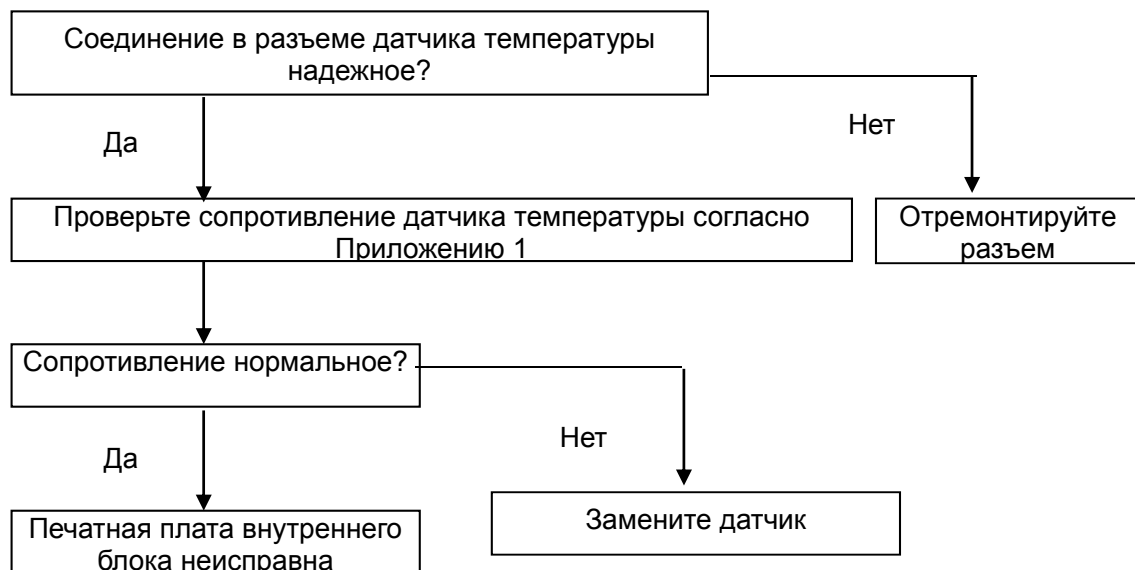 Соединение в разъеме датчика температуры
надежное?
Да
Нет
Проверьте сопротивление датчика температуры согласно
Приложению 1
Отремонтируйте
разъем
Сопротивление нормальное?
Да
Нет
Печатная плата внутреннего
блока неисправна
Замените датчик